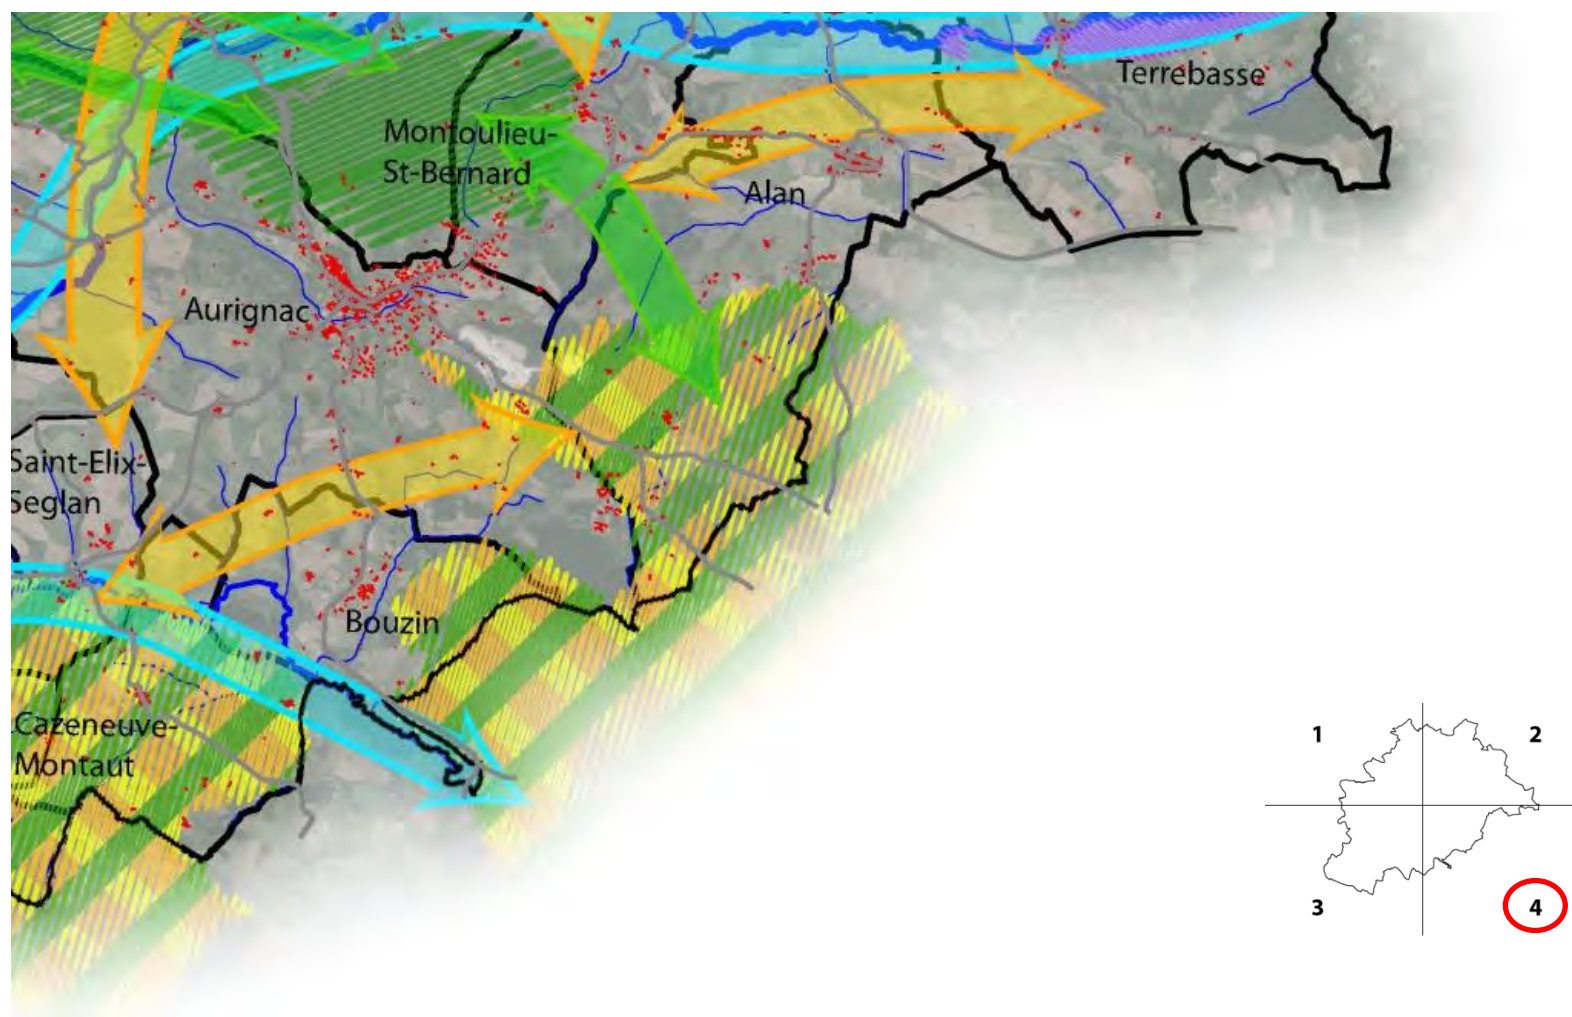 Terrebasse
Montoulieu-
St-Bernard
Alan
Aurignac
Saint-Elix-
Seglan
Bouzin
Cazeneuve-
Montaut
1
2
3
4